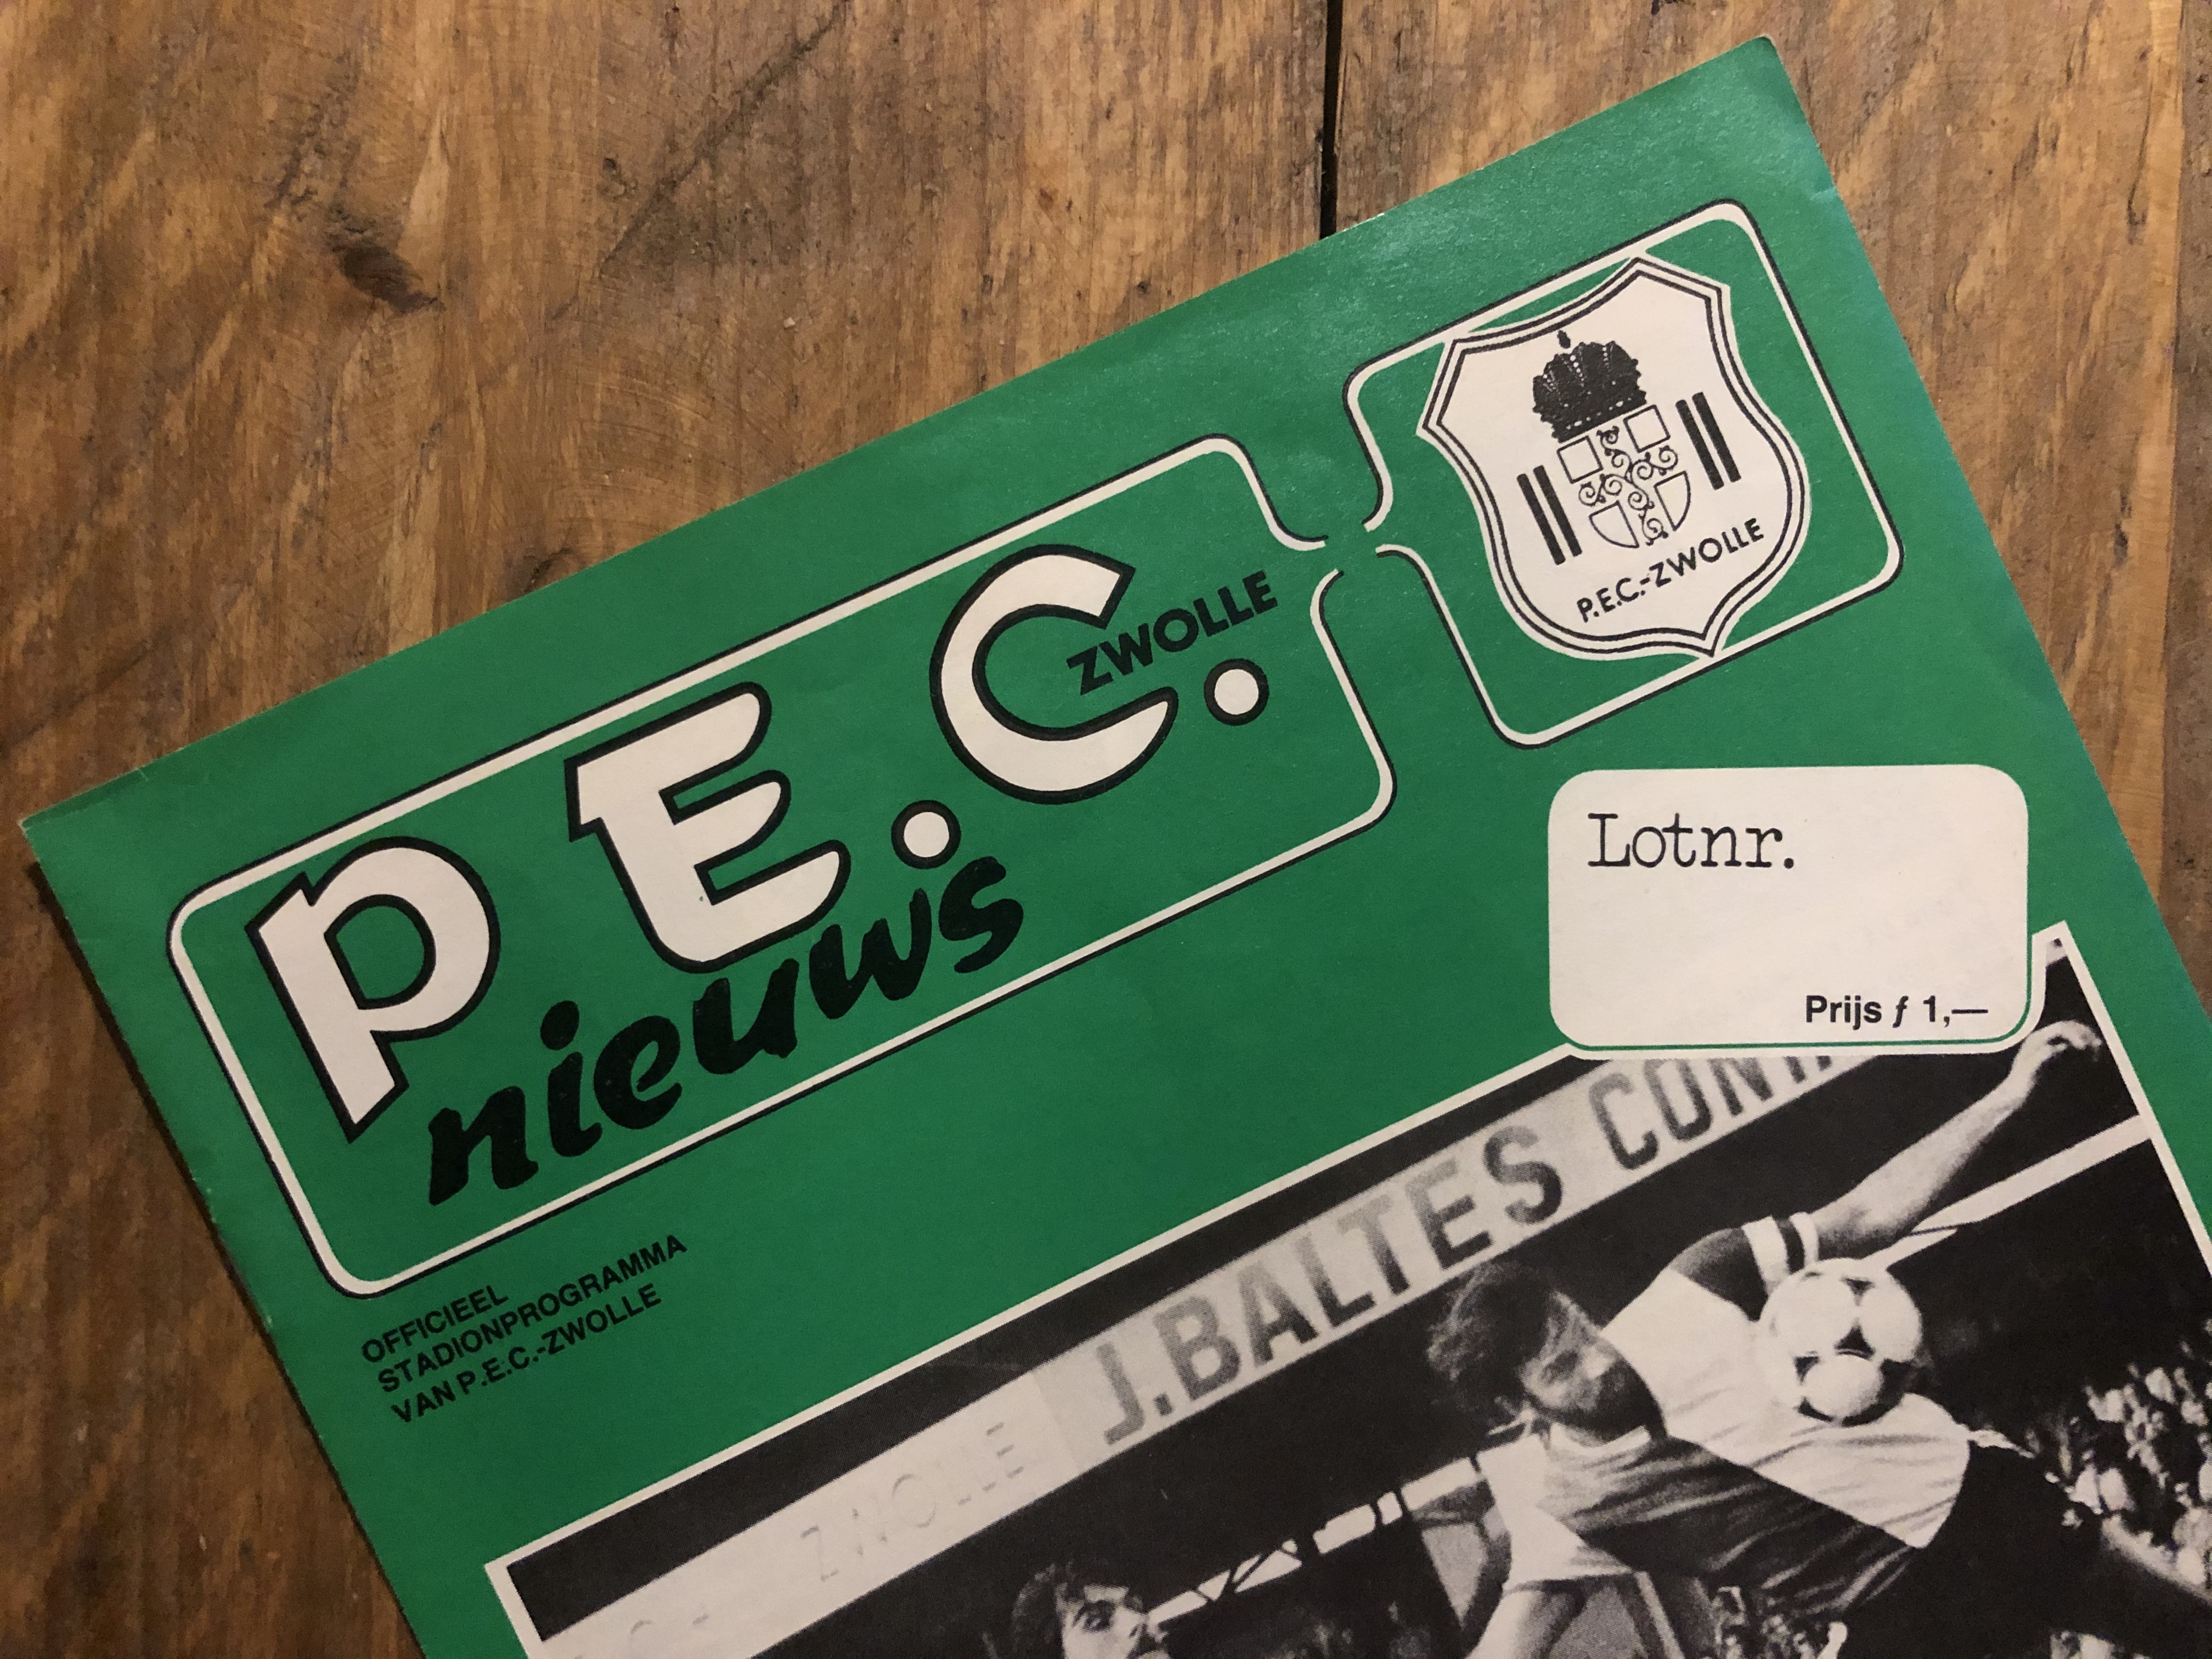 P.E.C.
ZWOLLE
nieuws
P.E.C.-ZWOLLE
Lotnr.
Prijs ƒ 1,—
OFFICIEEL
STADIONPROGRAMMA
VAN P.E.C.-ZWOLLE
J.BALTES
ZWOLLE